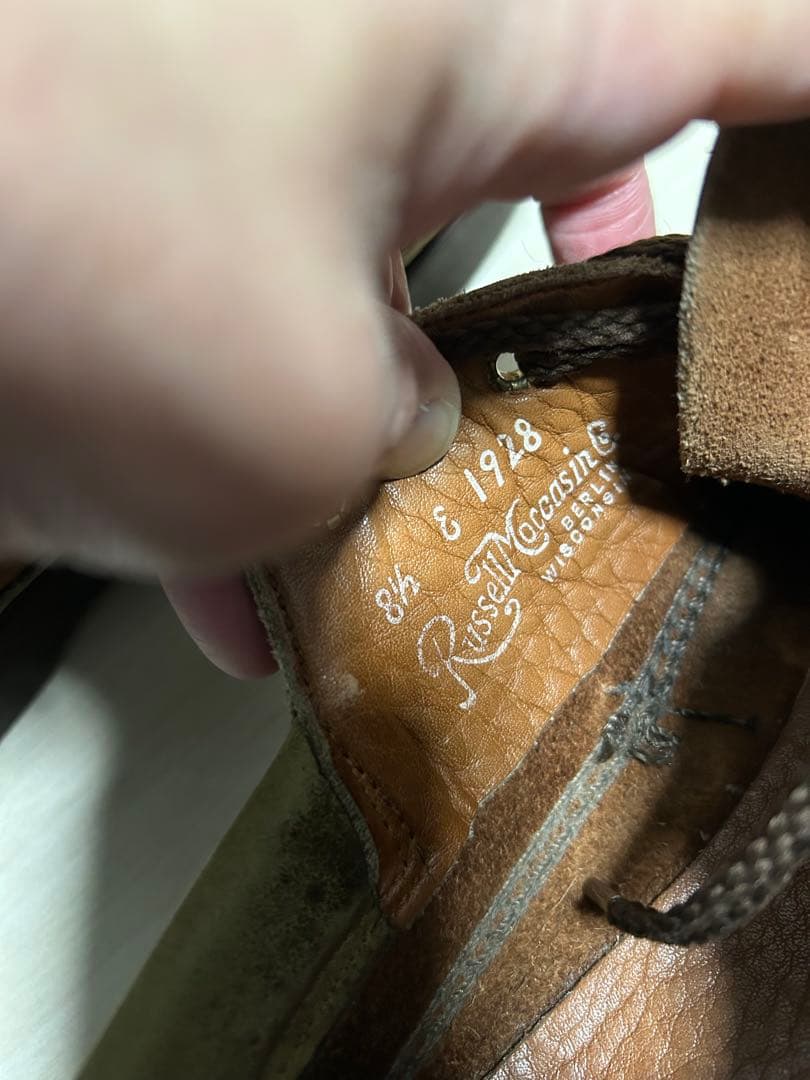 8½ E 1928
Russell Moccasin Co.
BERLIN
WISCONSIN